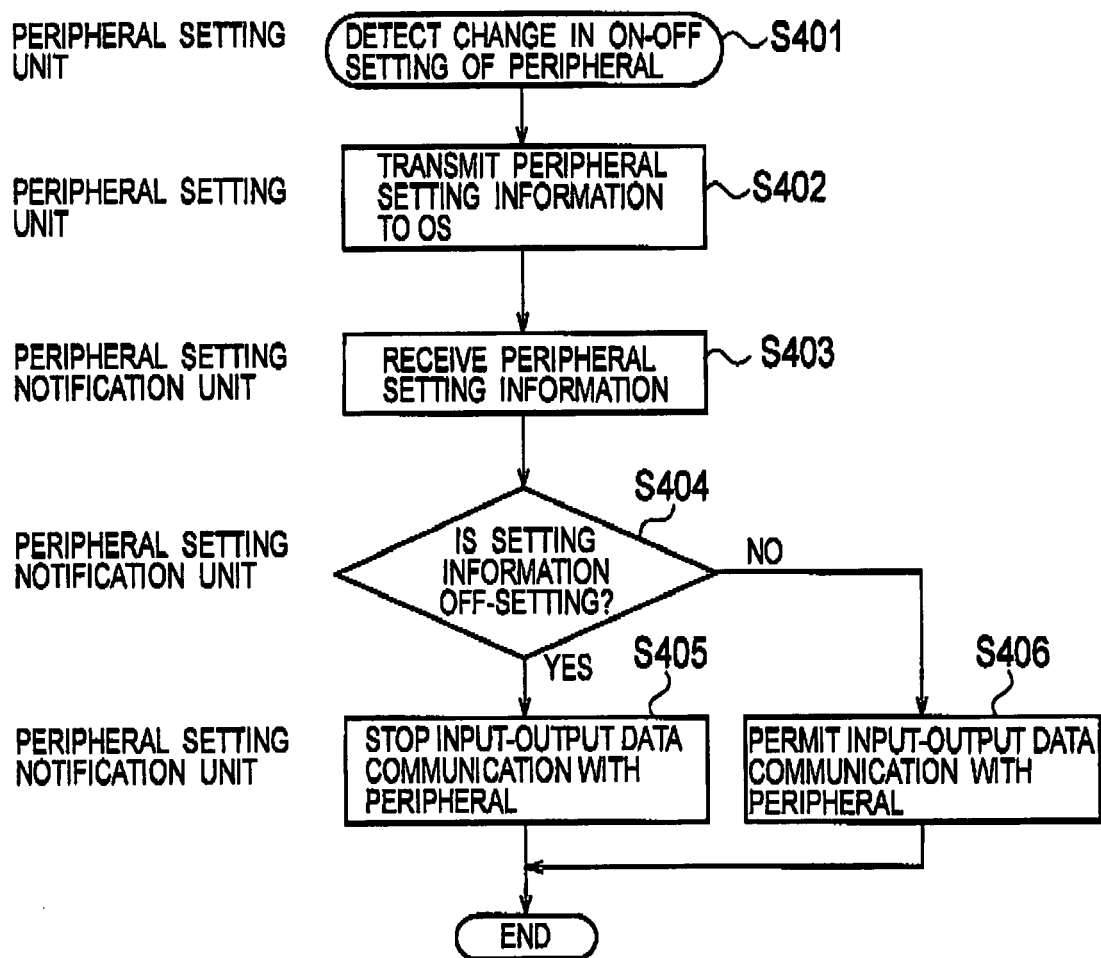 PERIPHERAL SETTING
UNIT
DETECT CHANGE IN ON-OFF
SETTING OF PERIPHERAL
S401
PERIPHERAL SETTING
UNIT
TRANSMIT PERIPHERAL
SETTING INFORMATION
TO OS
S402
PERIPHERAL SETTING
NOTIFICATION UNIT
RECEIVE PERIPHERAL
SETTING INFORMATION
S403
PERIPHERAL SETTING
NOTIFICATION UNIT
IS SETTING
INFORMATION
OFF-SETTING?
S404
NO
YES
PERIPHERAL SETTING
NOTIFICATION UNIT
STOP INPUT-OUTPUT DATA
COMMUNICATION WITH
PERIPHERAL
S405
PERMIT INPUT-OUTPUT DATA
COMMUNICATION WITH
PERIPHERAL
S406
END